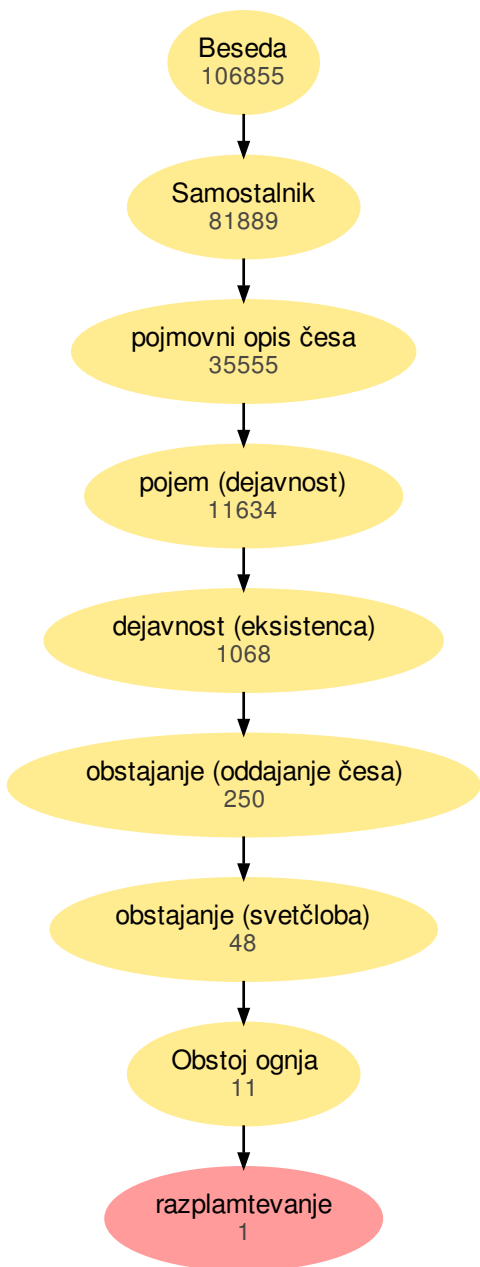 Beseda
106855
Samostalnik
81889
pojmovni opis česa
35555
pojem (dejavnost)
11634
dejavnost (eksistenca)
1068
obstajanje (oddajanje česa)
250
obstajanje (svetčloba)
48
Obstoj ognja
11
razplamtevanje
1